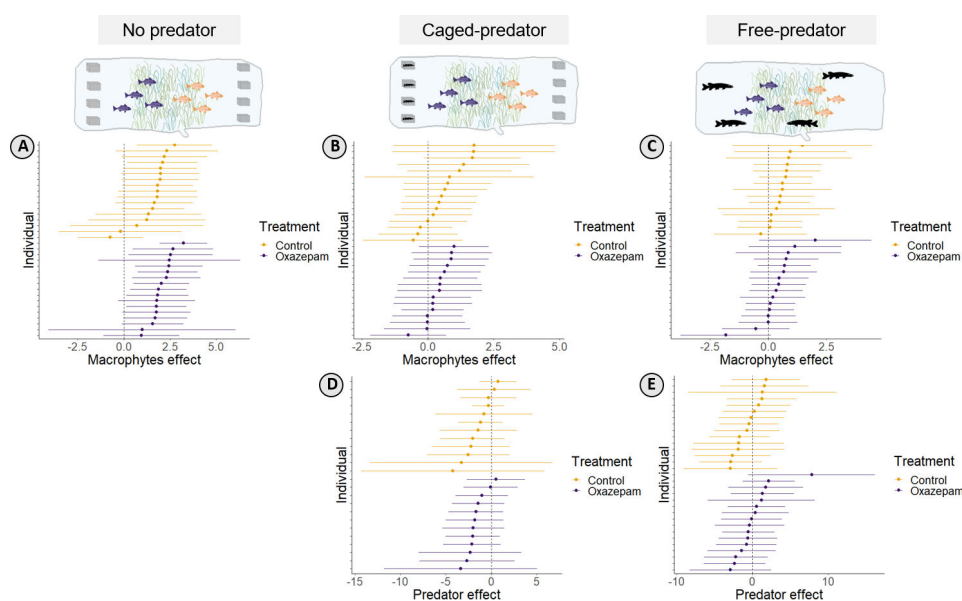 No predator
Caged-predator
Free-predator
A
Individual
Treatment
Control
Oxazepam
-2.5 0.0 2.5 5.0
Macrophytes effect
B
Individual
Treatment
Control
Oxazepam
-2.5 0.0 2.5 5.0
Macrophytes effect
C
Individual
Treatment
Control
Oxazepam
-2.5 0.0 2.5
Macrophytes effect
D
Individual
Treatment
Control
Oxazepam
-15 -10 -5 0 5
Predator effect
E
Individual
Treatment
Control
Oxazepam
-10 0 10
Predator effect